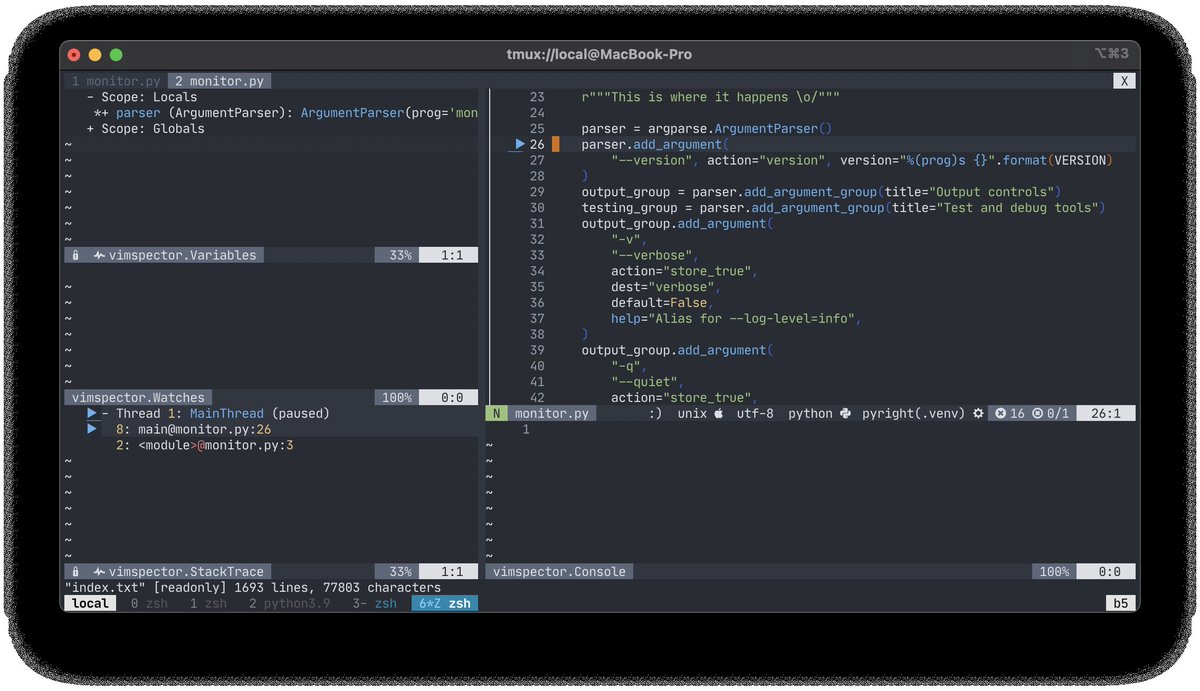 tmux://local@MacBook-Pro
⌥⌘3
1 monitor.py 2 monitor.py
X
- Scope: Locals
*+ parser (ArgumentParser): ArgumentParser(prog='mon
+ Scope: Globals
~
~
~
~
~
~
~
vimspector.Variables 33% 1:1
~
~
~
~
~
~
~
vimspector.Watches 100% 0:0
- Thread 1: MainThread (paused)
8: main@monitor.py:26
2: <module>@monitor.py:3
~
~
~
~
~
~
~
vimspector.StackTrace 33% 1:1
23 r"""This is where it happens \o/"""
24
25 parser = argparse.ArgumentParser()
26 parser.add_argument(
27 "--version", action="version", version="%(prog)s {}".format(VERSION)
28 )
29 output_group = parser.add_argument_group(title="Output controls")
30 testing_group = parser.add_argument_group(title="Test and debug tools")
31 output_group.add_argument(
32 "-v",
33 "--verbose",
34 action="store_true",
35 dest="verbose",
36 default=False,
37 help="Alias for --log-level=info",
38 )
39 output_group.add_argument(
40 "-q",
41 "--quiet",
42 action="store_true",
N monitor.py :) unix utf-8 python pyright(.venv) 16 0/1 26:1
1
~
~
~
~
~
~
~
~
vimspector.Console 100% 0:0
"index.txt" [readonly] 1693 lines, 77803 characters
local 0 zsh 1 zsh 2 python3.9 3- zsh 6*Z zsh b5